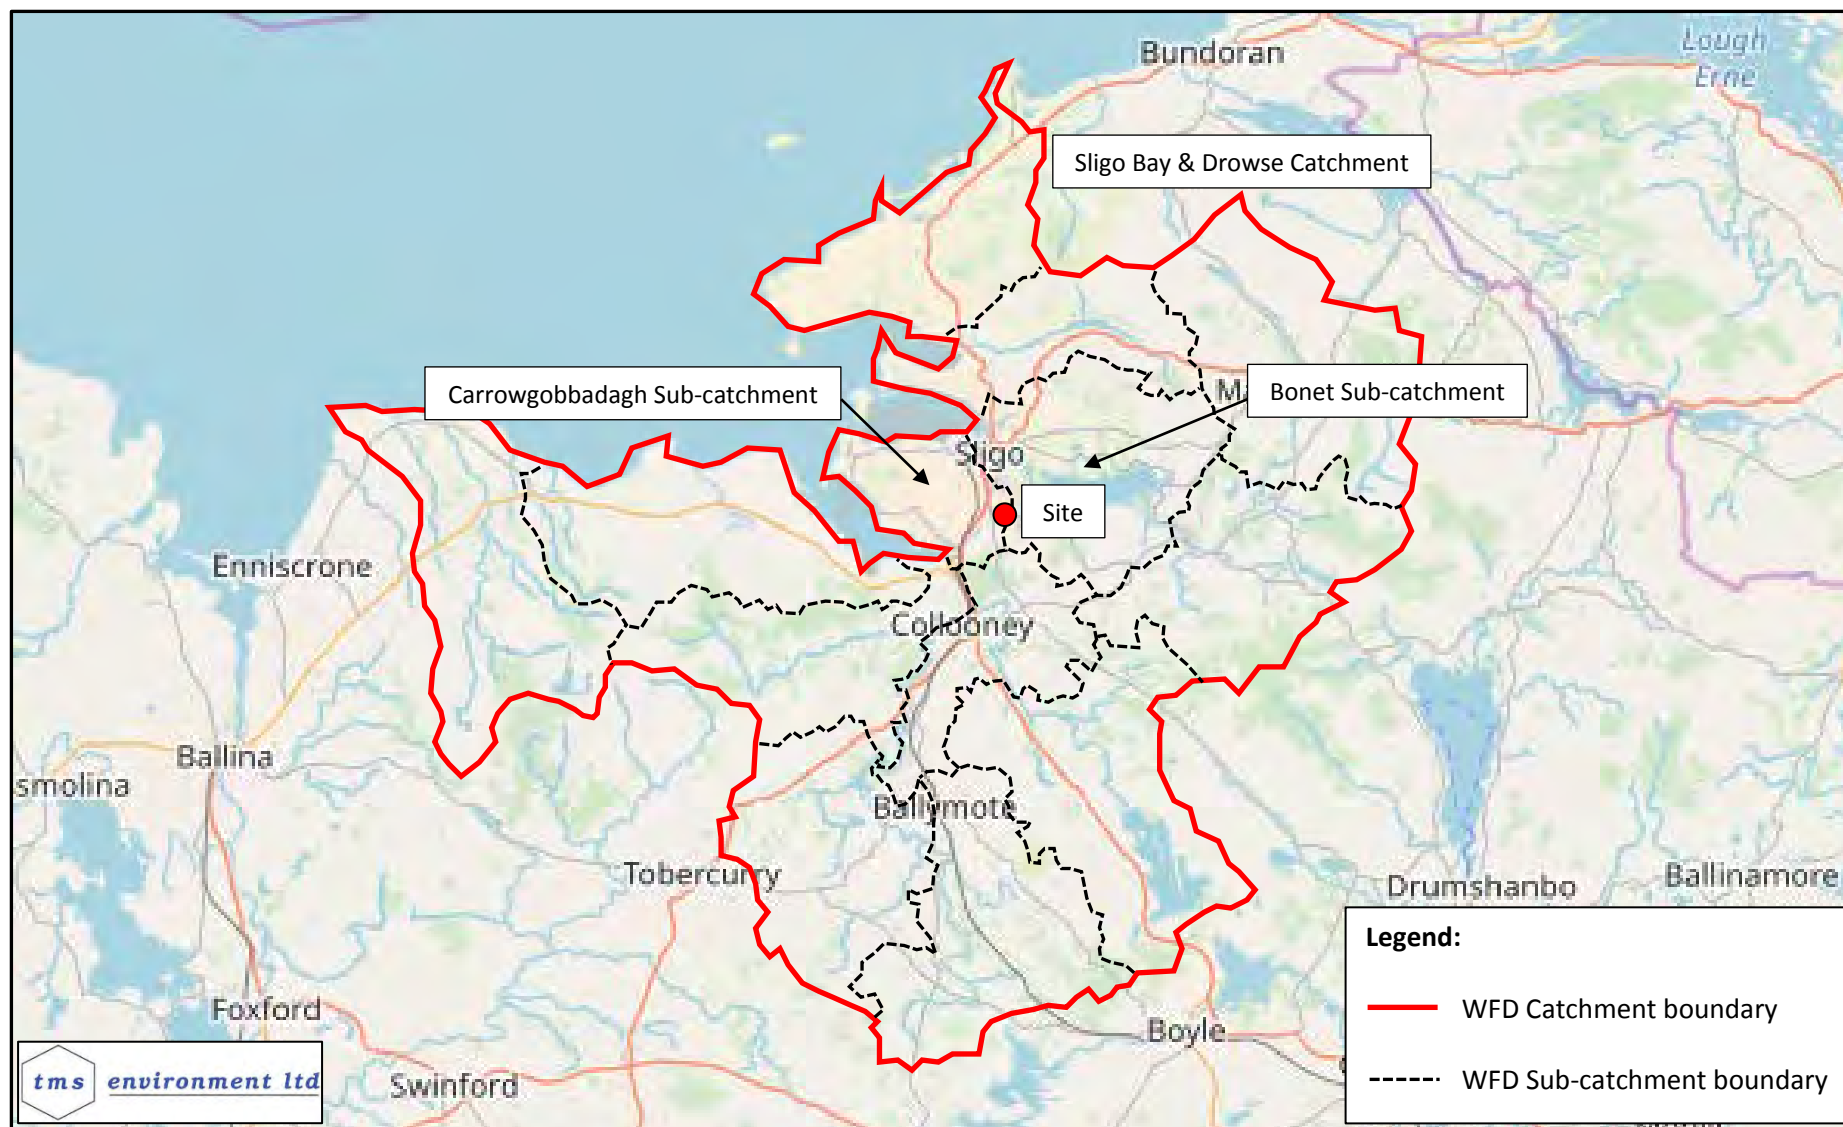 Bundoran
Lough
Erne
Sligo Bay & Drowse Catchment
Carrowgobbadagh Sub-catchment
Ma
Bonet Sub-catchment
Sligo
Site
Enniscrone
Collooney
Ballina
smolina
Ballymote
Tobercurry
Drumshanbo
Ballinamore
Legend:
WFD Catchment boundary
WFD Sub-catchment boundary
Foxford
Boyle
Swinford
tms environment ltd